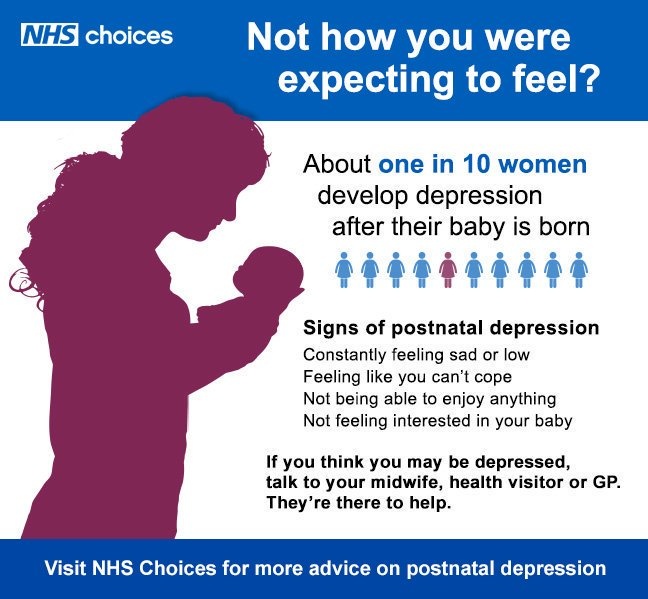 NHS choices
Not how you were
expecting to feel?
About one in 10 women
develop depression
after their baby is born
Signs of postnatal depression
Constantly feeling sad or low
Feeling like you can't cope
Not being able to enjoy anything
Not feeling interested in your baby
If you think you may be depressed,
talk to your midwife, health visitor or GP.
They're there to help.
Visit NHS Choices for more advice on postnatal depression